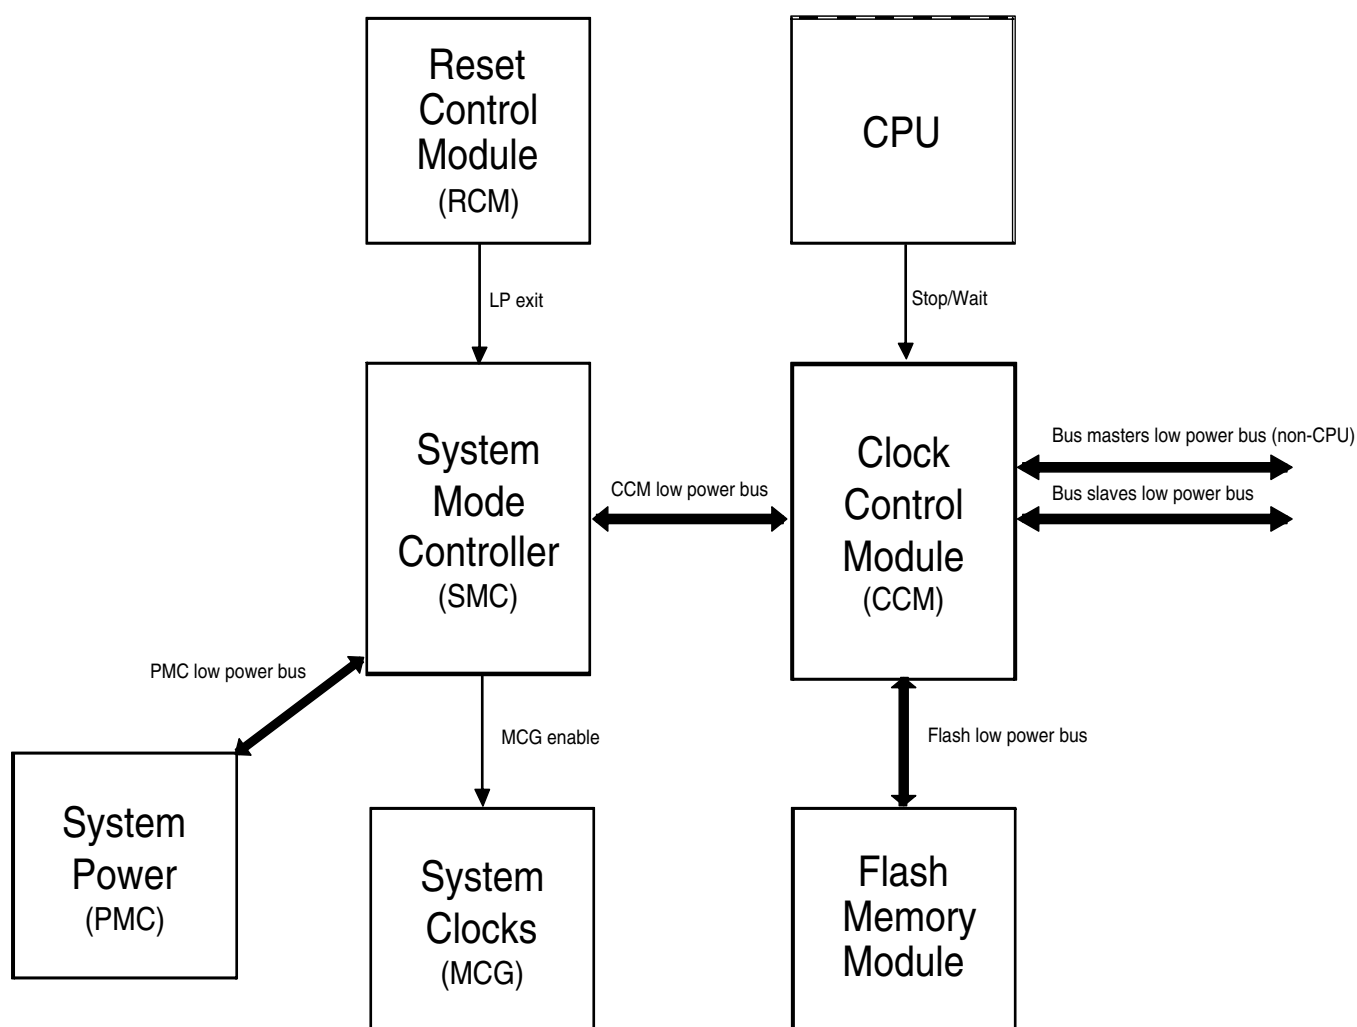 Reset
Control
Module
(RCM)
CPU
LP exit
Stop/Wait
System
Mode
Controller
(SMC)
CCM low power bus
Clock
Control
Module
(CCM)
Bus masters low power bus (non-CPU)
Bus slaves low power bus
PMC low power bus
MCG enable
Flash low power bus
System
Power
(PMC)
System
Clocks
(MCG)
Flash
Memory
Module